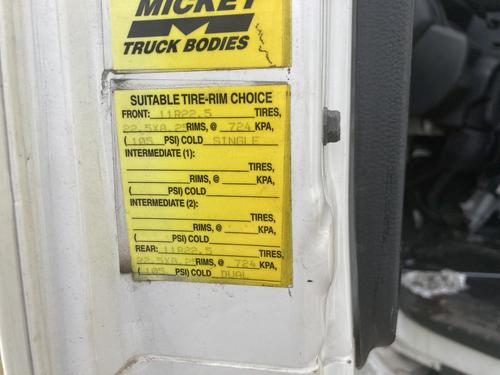 MICKEY
TRUCK BODIES
SUITABLE TIRE-RIM CHOICE
FRONT: 11R22.5 TIRES,
22.5X8.25 RIMS, @ 724 KPA,
(105 PSI) COLD SINGLE
INTERMEDIATE (1):
TIRES,
RIMS, @ KPA,
( PSI) COLD
INTERMEDIATE (2):
TIRES,
RIMS, @ KPA,
( PSI) COLD
REAR: 11R22.5 TIRES,
22.5X8.25 RIMS, @ 724 KPA,
(105 PSI) COLD DUAL